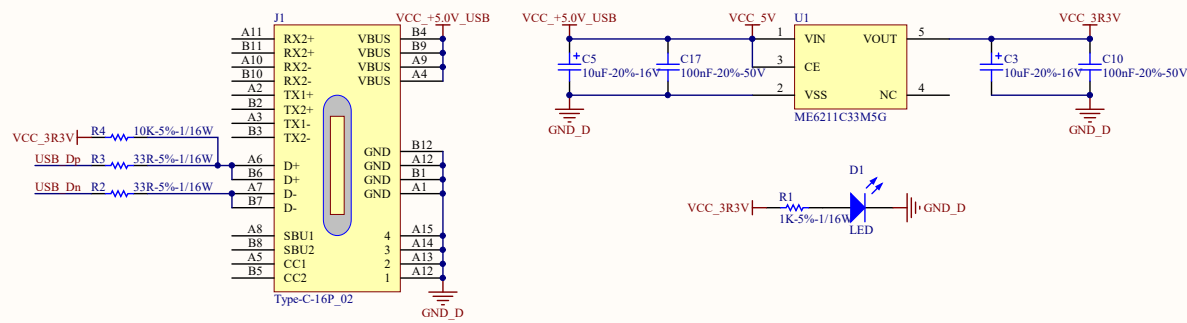 J1
VCC_+5.0V_USB
A11 RX2+ VBUS B4
B11 RX2+ VBUS B9
A10 RX2- VBUS A9
B10 RX2- VBUS A4
A2 TX1+
B2 TX2+
A3 TX1-
B3 TX2-
VCC_3R3V R4 10K-5%-1/16W
GND B12
USB_Dp R3 33R-5%-1/16W A6 D+ GND A12
B6 D+ GND B1
USB_Dn R2 33R-5%-1/16W A7 D- GND A1
B7 D-
A8 SBU1 4 A15
B8 SBU2 3 A14
A5 CC1 2 A13
B5 CC2 1 A12
Type-C-16P_02
GND_D
VCC_+5.0V_USB VCC_5V U1 VCC_3R3V
1 VIN VOUT 5
C5
10uF-20%-16V
C17
100nF-20%-50V
3 CE
2 VSS NC 4
C3
10uF-20%-16V
C10
100nF-20%-50V
GND_D
ME6211C33M5G
GND_D
D1
VCC_3R3V R1
1K-5%-1/16W
LED
GND_D